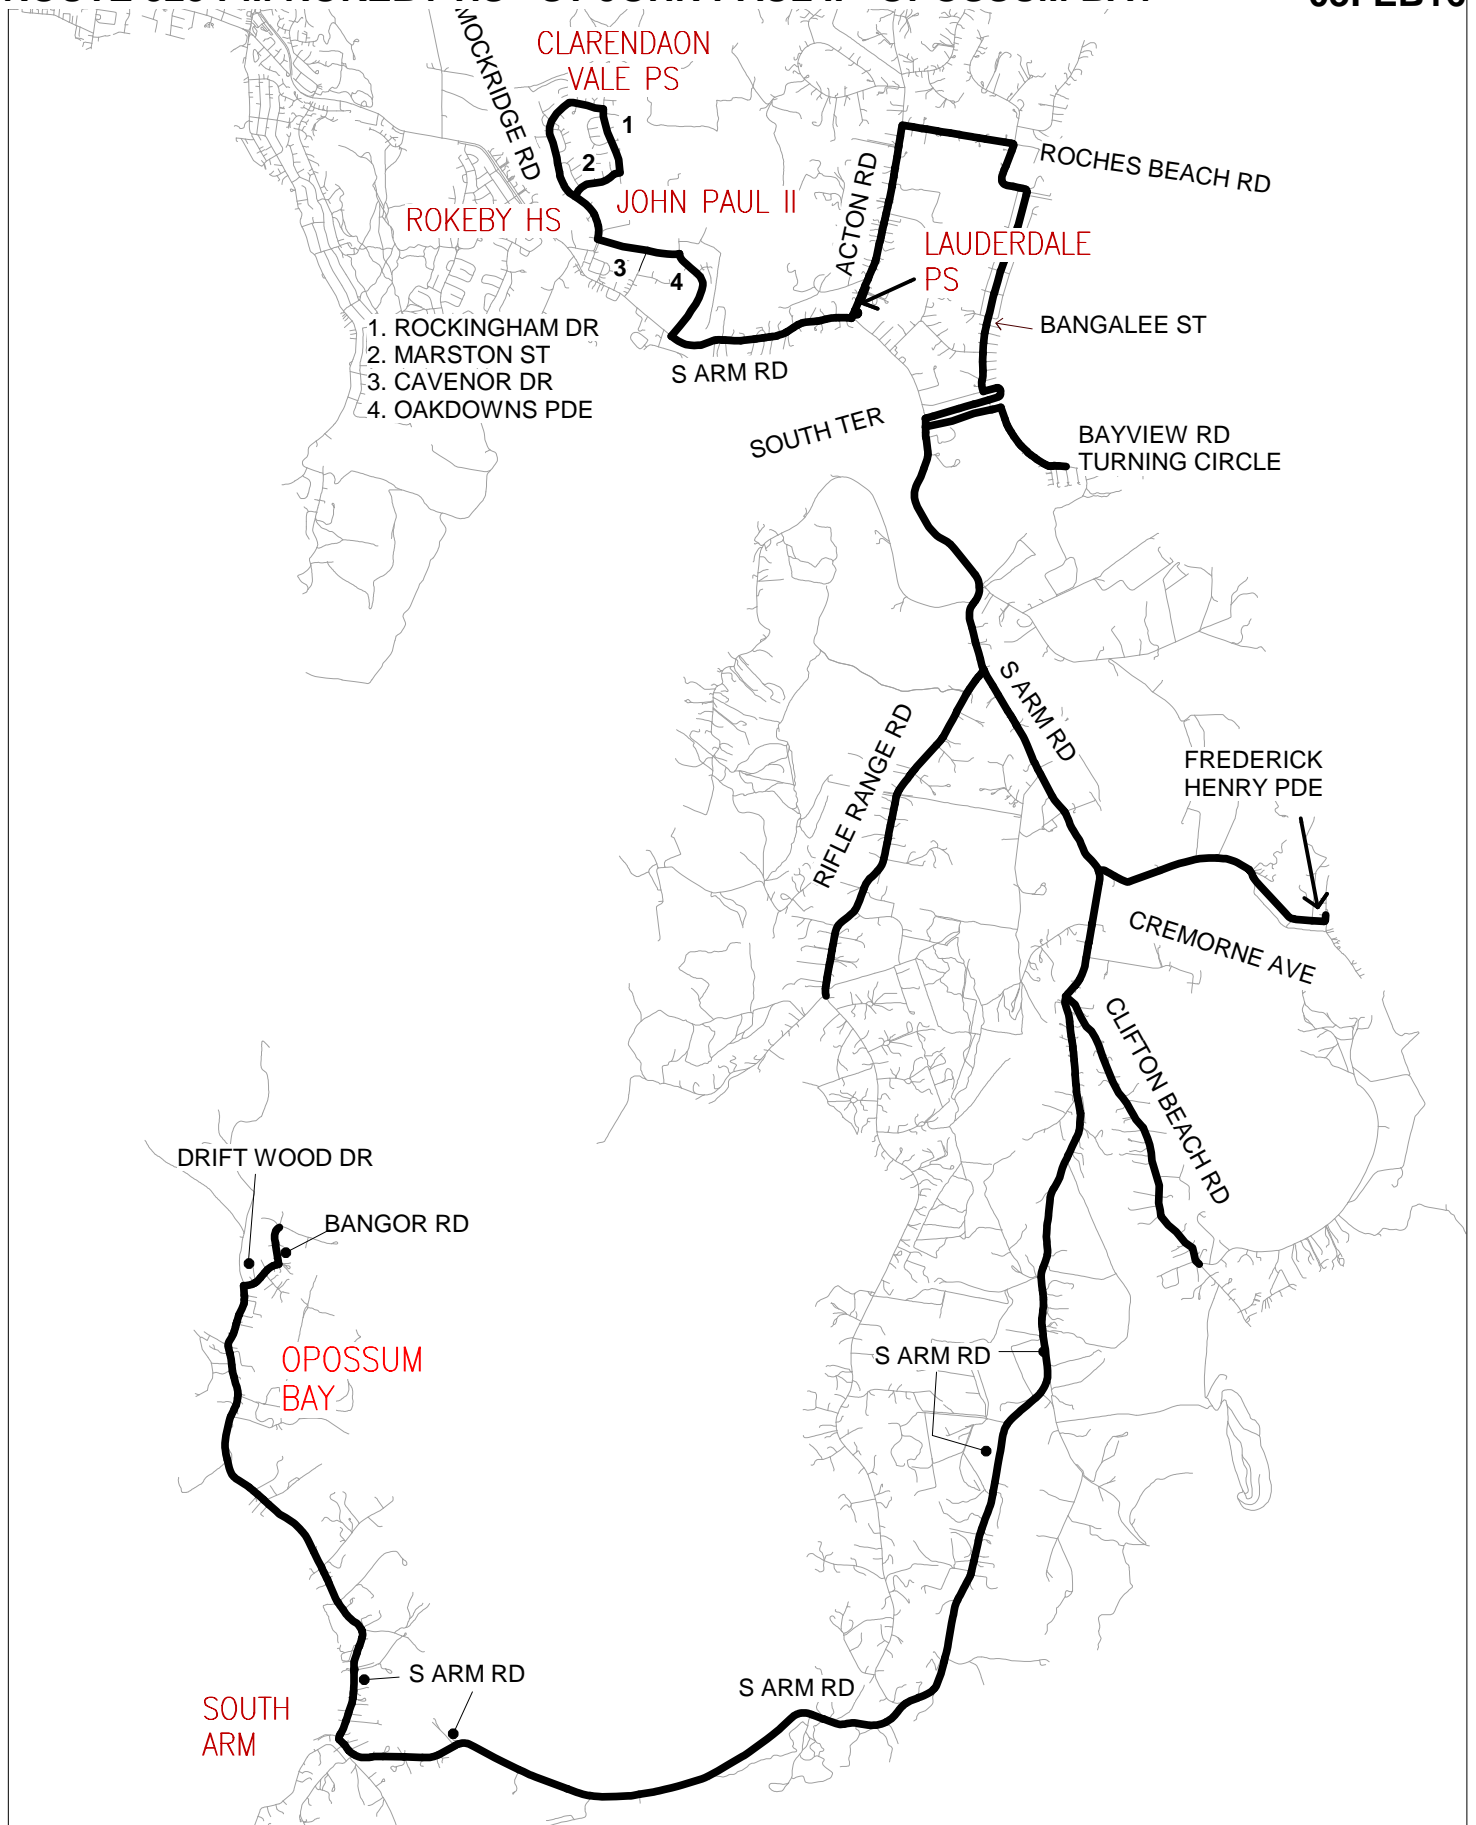 MOCKRIDGE RD
CLARENDAON
VALE PS
1
2
ROKEBY HS
JOHN PAUL II
3
4
1. ROCKINGHAM DR
2. MARSTON ST
3. CAVENOR DR
4. OAKDOWNS PDE
S ARM RD
ACTON RD
ROCHES BEACH RD
LAUDERDALE
PS
BANGALEE ST
SOUTH TER
BAYVIEW RD
TURNING CIRCLE
S ARM RD
RIFLE RANGE RD
FREDERICK
HENRY PDE
CREMORNE AVE
CLIFTON BEACH RD
DRIFT WOOD DR
BANGOR RD
OPOSSUM
BAY
S ARM RD
S ARM RD
S ARM RD
SOUTH
ARM